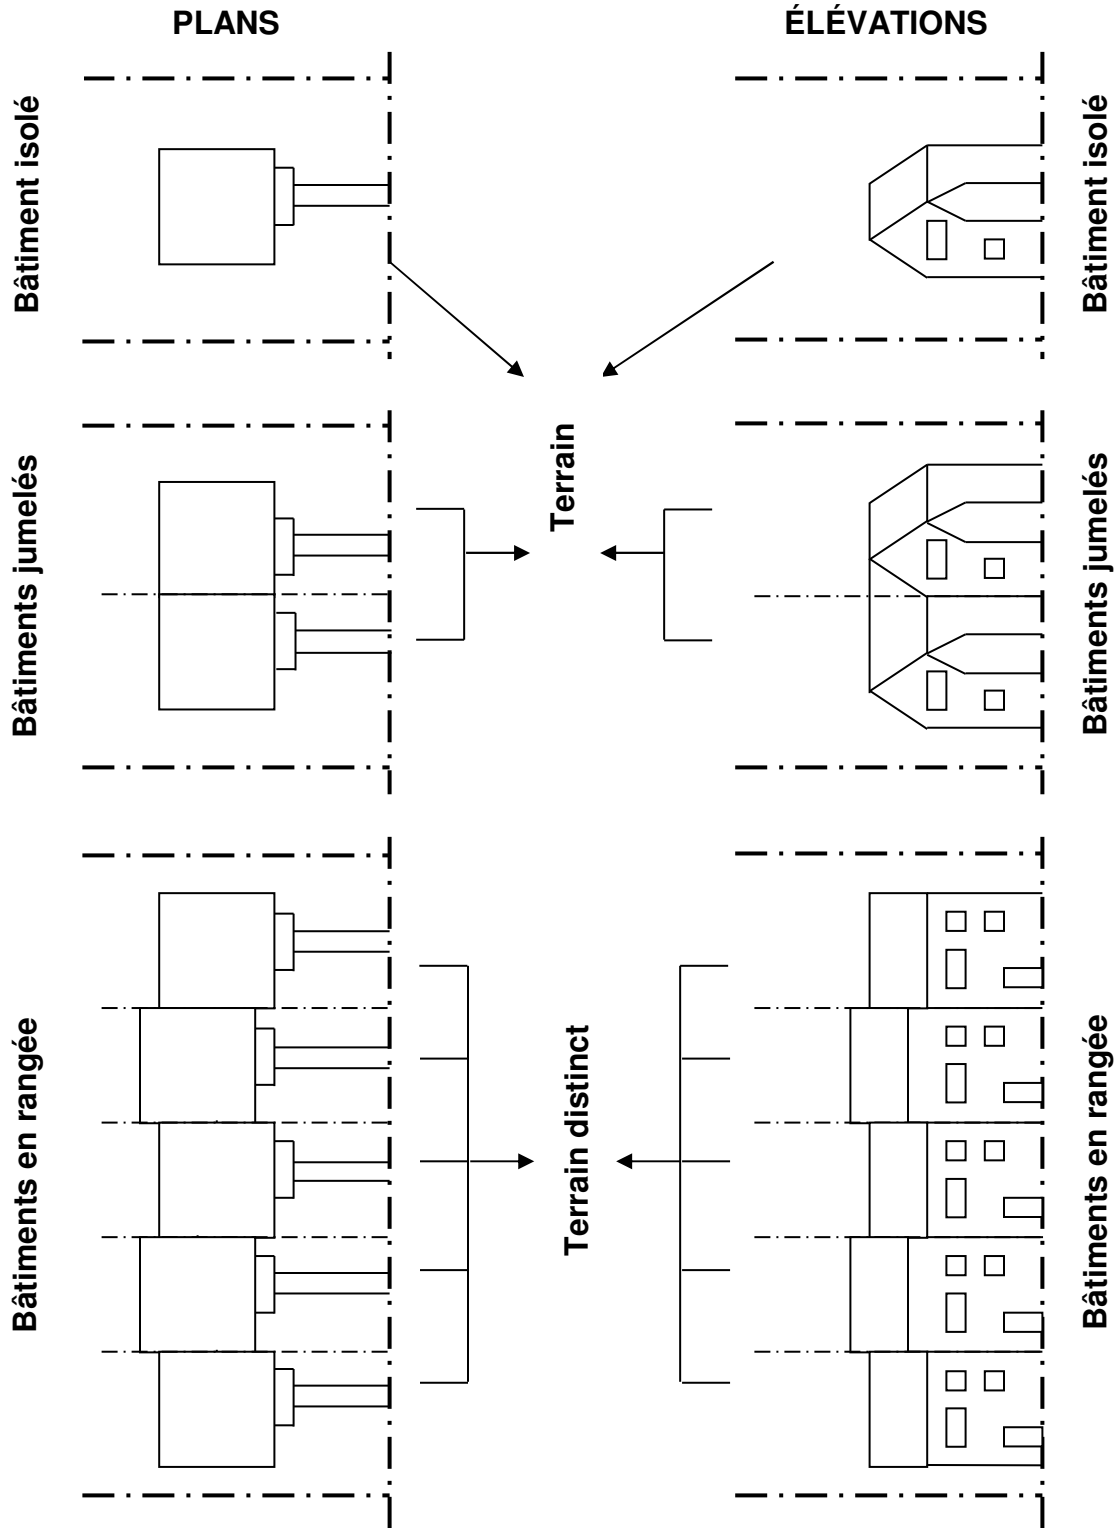 PLANS
ÉLÉVATIONS
Bâtiment isolé
Bâtiment isolé
Terrain
Bâtiments jumelés
Bâtiments jumelés
Bâtiments en rangée
Terrain distinct
Bâtiments en rangée